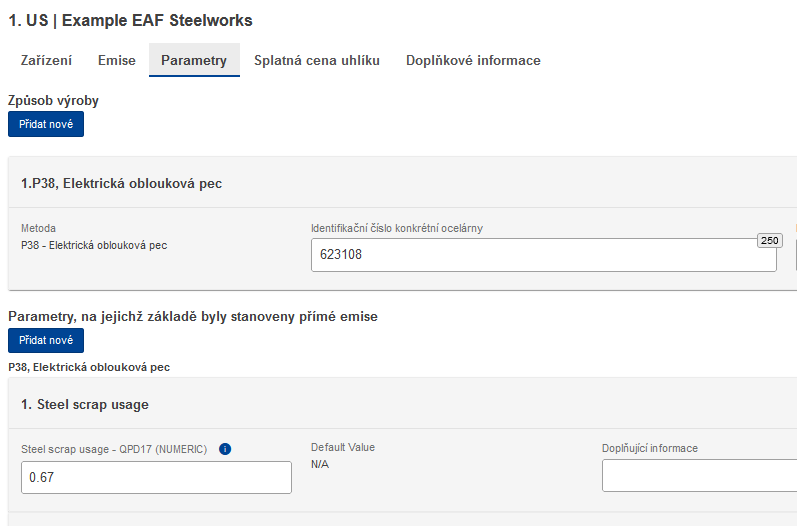 1. US | Example EAF Steelworks
Zařízení Emise Parametry Splatná cena uhlíku Doplňkové informace
Způsob výroby
Přidat nové
1.P38, Elektrická oblouková pec
Metoda
P38 - Elektrická oblouková pec
Identifikační číslo konkrétní ocelárny
250
623108
Parametry, na jejichž základě byly stanoveny přímé emise
Přidat nové
P38, Elektrická oblouková pec
1. Steel scrap usage
Steel scrap usage - QPD17 (NUMERIC) i
0.67
Default Value
N/A
Doplňující informace